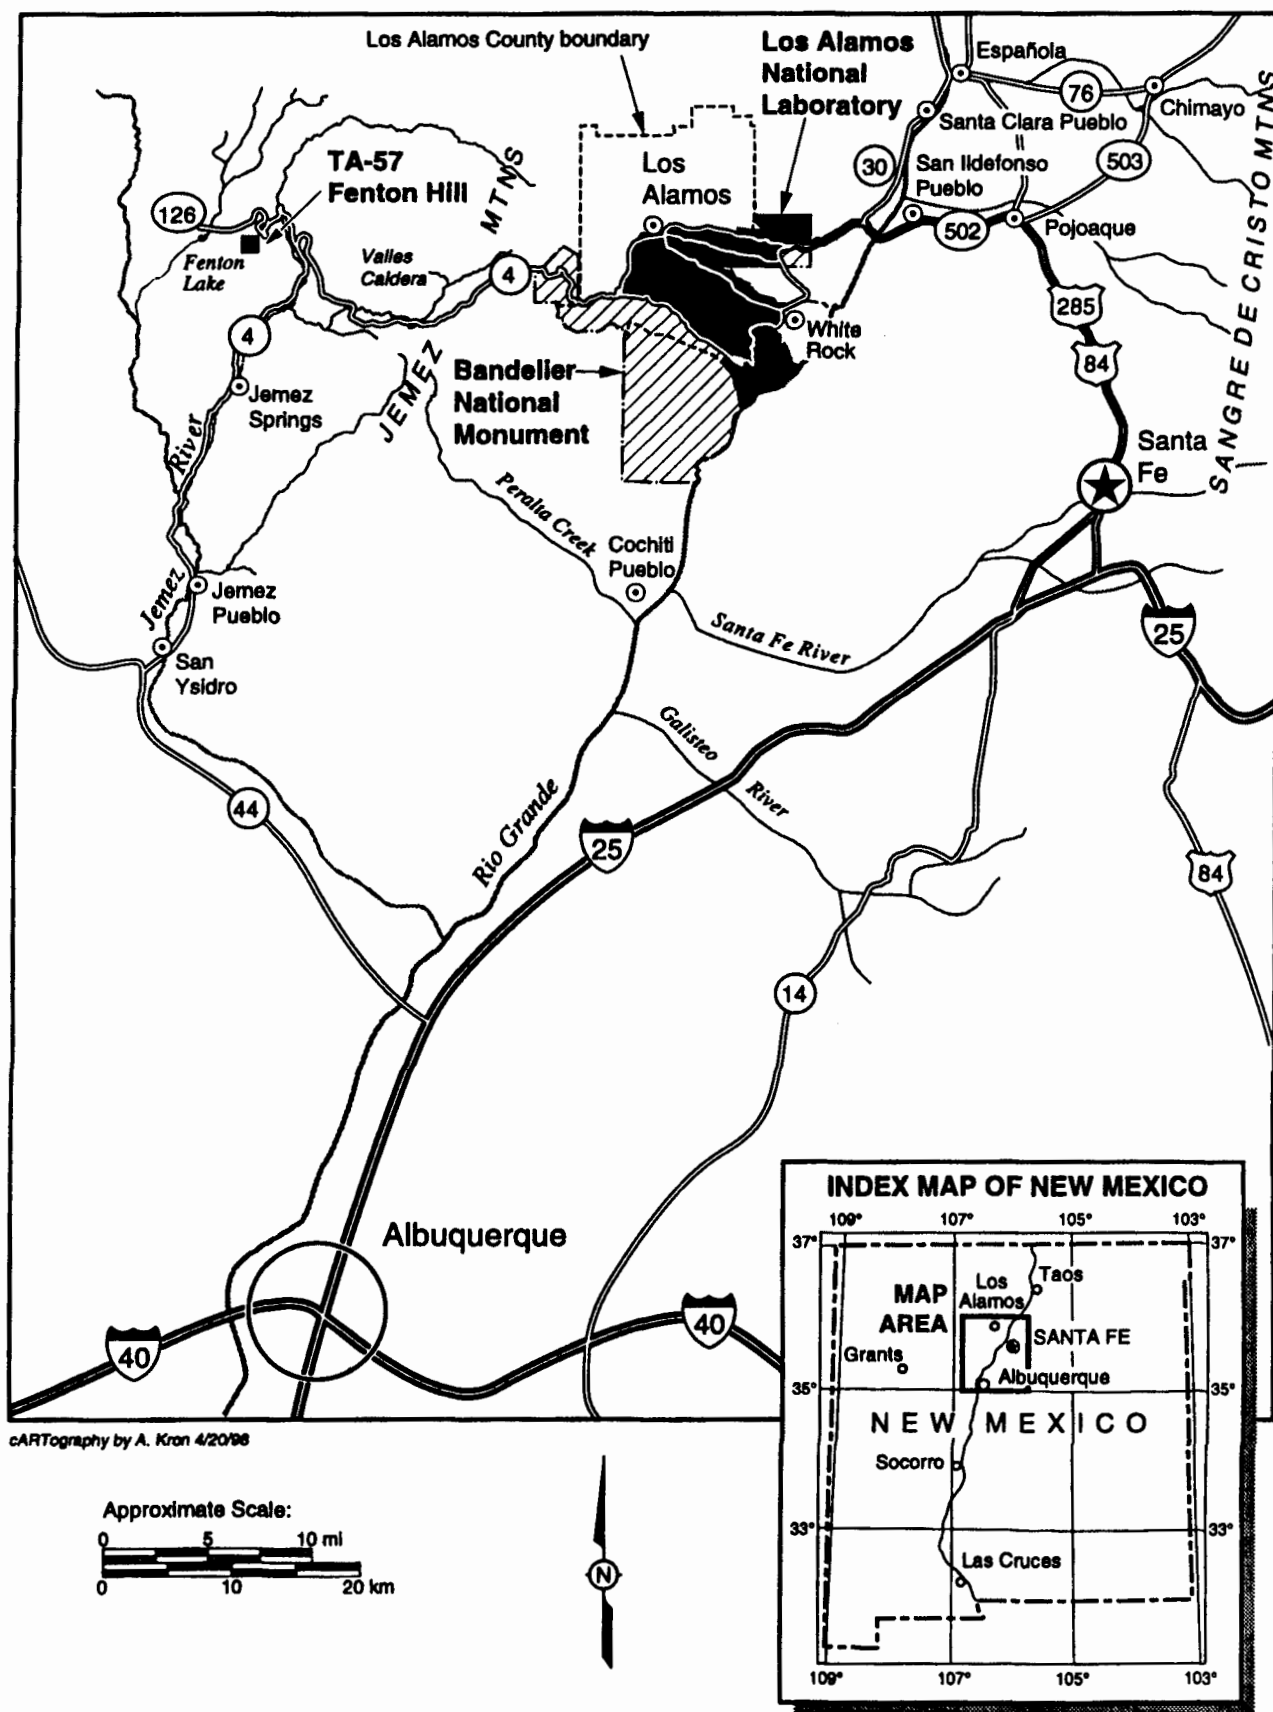 Los Alamos County boundary
Los Alamos
National
Laboratory
Española
76
Chimayo
Santa Clara Pueblo
30
San Ildefonso
Pueblo
503
502
Pojoaque
SANGRE DE CRISTO MTNS
TA-57
Fenton Hill
126
Fenton
Lake
Valles
Caldera
MTNS
4
Los
Alamos
White
Rock
285
84
4
Jemez
Springs
JEMEZ
Bandelier
National
Monument
Santa
Fe
River
Peralta Creek
Cochiti
Pueblo
Jemez
Jemez
Pueblo
San
Ysidro
Santa Fe River
25
Galisteo
River
44
Rio Grande
25
84
14
Albuquerque
40
40
INDEX MAP OF NEW MEXICO
109°
107°
105°
103°
37°
37°
Los
Alamos
Taos
MAP
AREA
SANTA FE
Grants
Albuquerque
35°
35°
NEW MEXICO
Socorro
33°
33°
Las Cruces
109°
107°
105°
103°
cARTography by A. Kron 4/20/98
Approximate Scale:
0 5 10 mi
0 10 20 km
N